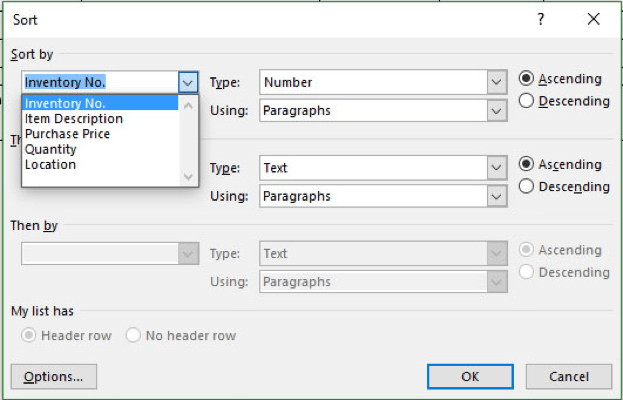 Sort ?
Sort by
Inventory No. Type: Number Ascending
Inventory No.
Item Description
Purchase Price
Quantity
Location
Using: Paragraphs Descending
Type: Text Ascending
Using: Paragraphs Descending
Then by
Type: Text Ascending
Using: Paragraphs Descending
My list has
Header row No header row
Options... OK Cancel